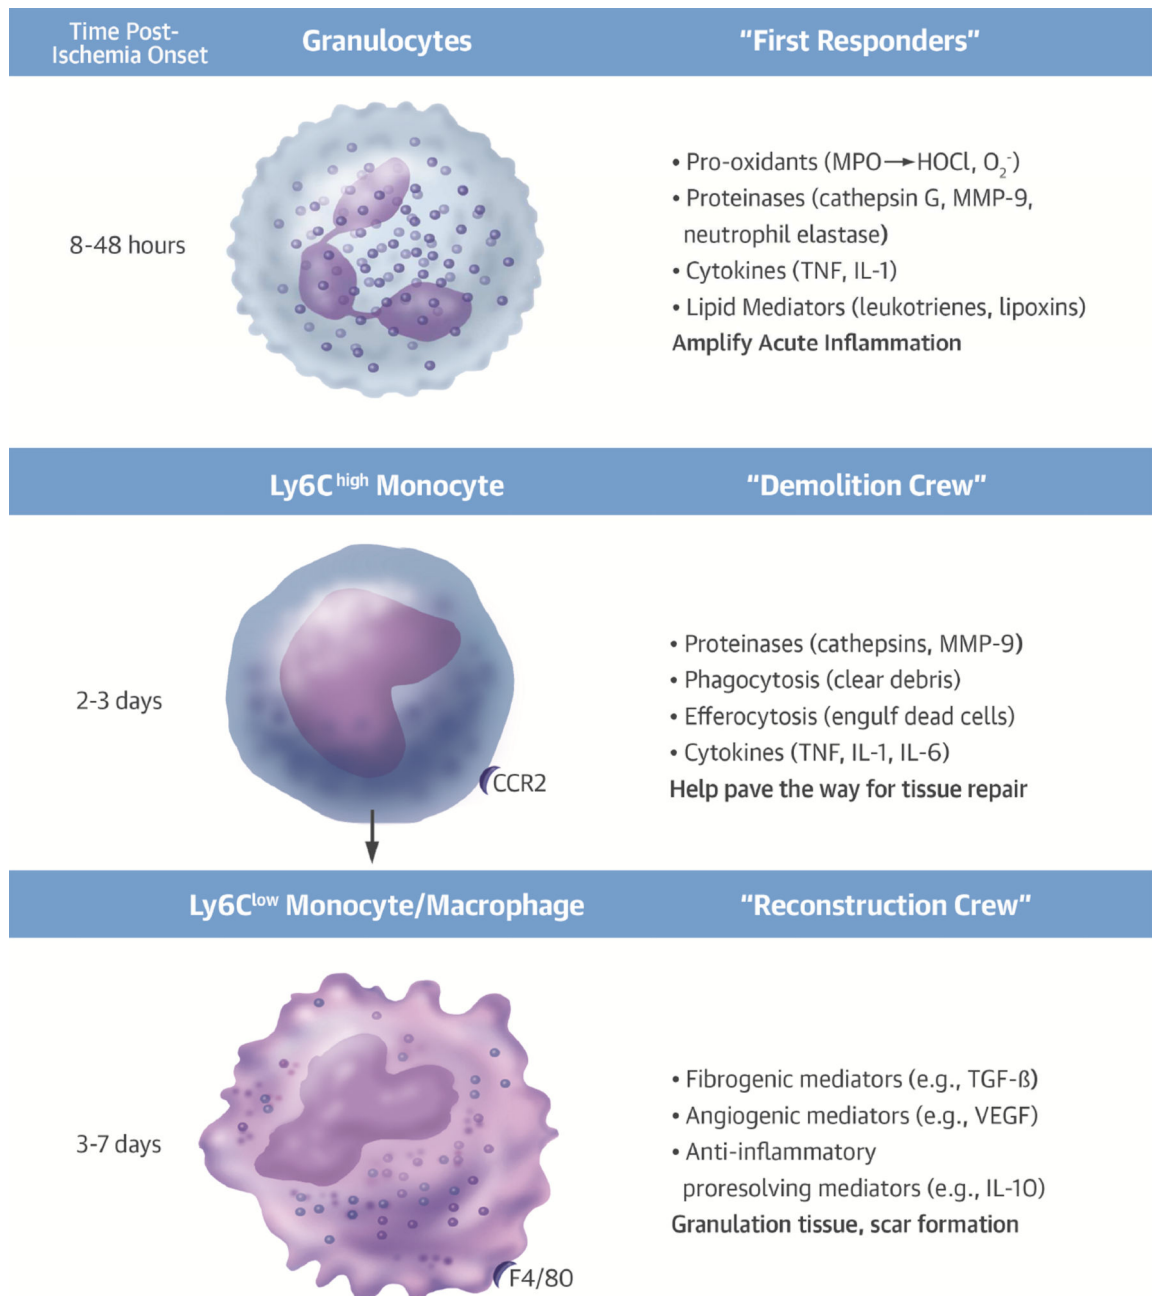 Time Post-
Ischemia Onset
Granulocytes
"First Responders"
8-48 hours
• Pro-oxidants (MPO→HOCl, O₂⁻)
• Proteinases (cathepsin G, MMP-9,
neutrophil elastase)
• Cytokines (TNF, IL-1)
• Lipid Mediators (leukotrienes, lipoxins)
Amplify Acute Inflammation
Ly6Cʰⁱᵍʰ Monocyte
"Demolition Crew"
2-3 days
CCR2
• Proteinases (cathepsins, MMP-9)
• Phagocytosis (clear debris)
• Efferocytosis (engulf dead cells)
• Cytokines (TNF, IL-1, IL-6)
Help pave the way for tissue repair
Ly6Cˡᵒʷ Monocyte/Macrophage
"Reconstruction Crew"
3-7 days
F4/80
• Fibrogenic mediators (e.g., TGF-ß)
• Angiogenic mediators (e.g., VEGF)
• Anti-inflammatory
proresolving mediators (e.g., IL-10)
Granulation tissue, scar formation